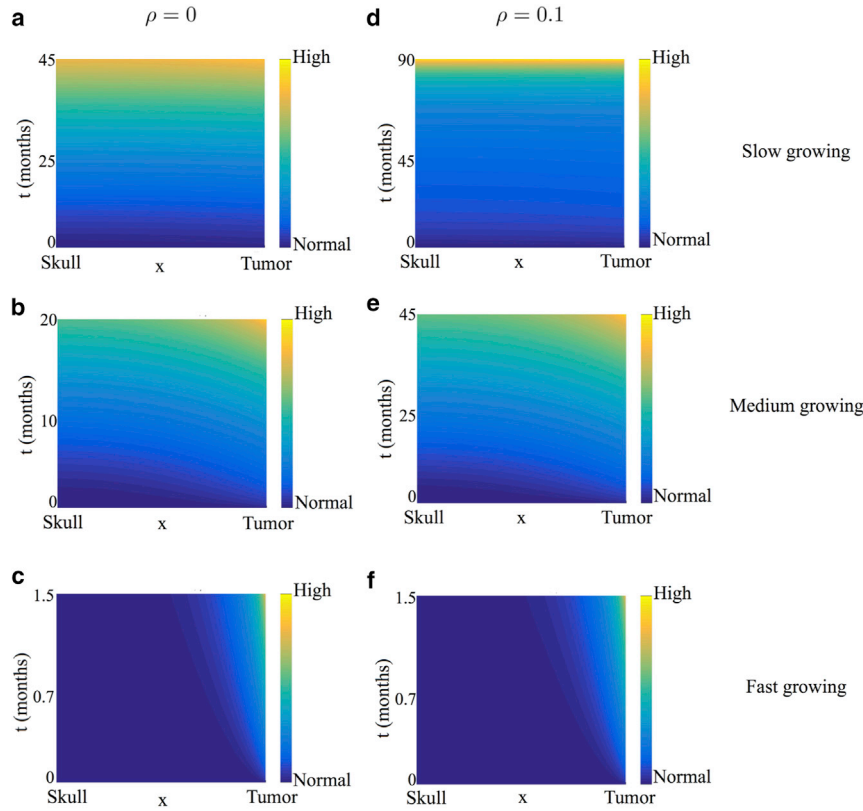 ρ = 0
ρ = 0.1
a
45
25
0
t (months)
Skull x Tumor
High
Normal
d
90
45
0
t (months)
Skull x Tumor
High
Normal
Slow growing
b
20
10
0
t (months)
Skull x Tumor
High
Normal
e
45
25
0
t (months)
Skull x Tumor
High
Normal
Medium growing
c
1.5
0.7
0
t (months)
Skull x Tumor
High
Normal
f
1.5
0.7
0
t (months)
Skull x Tumor
High
Normal
Fast growing